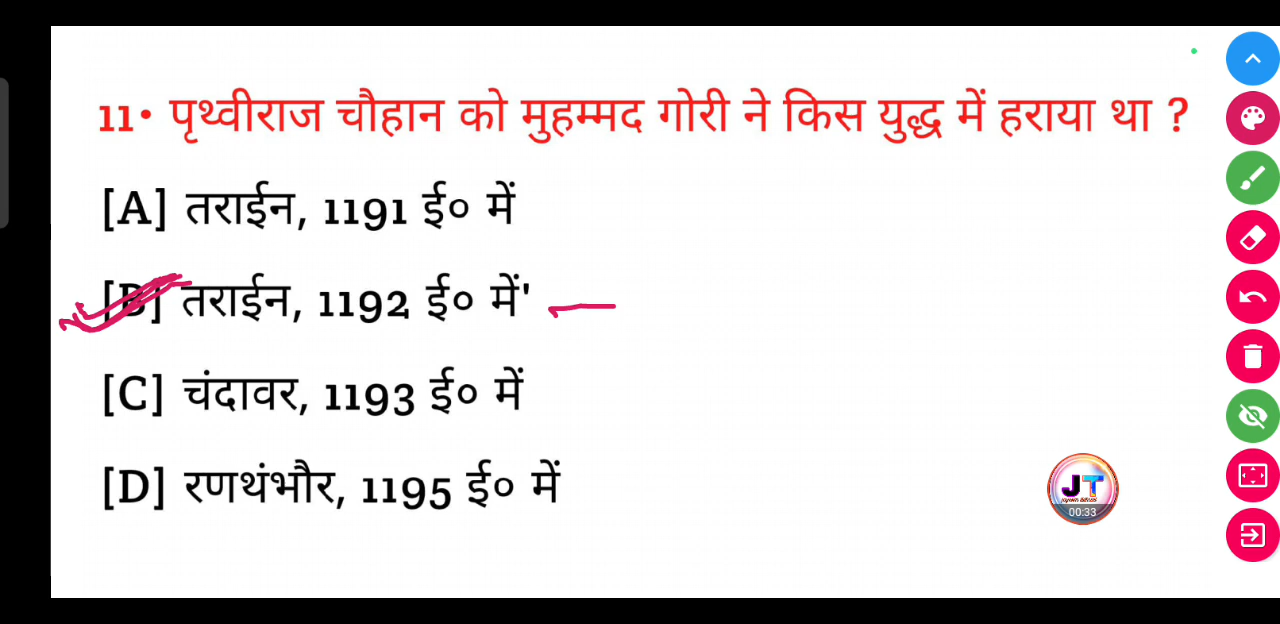 11• पृथ्वीराज चौहान को मुहम्मद गोरी ने किस युद्ध में हराया था ?
[A] तराईन, 1191 ई० में
[B] तराईन, 1192 ई० में'
[C] चंदावर, 1193 ई० में
[D] रणथंभौर, 1195 ई० में
JT
00:33